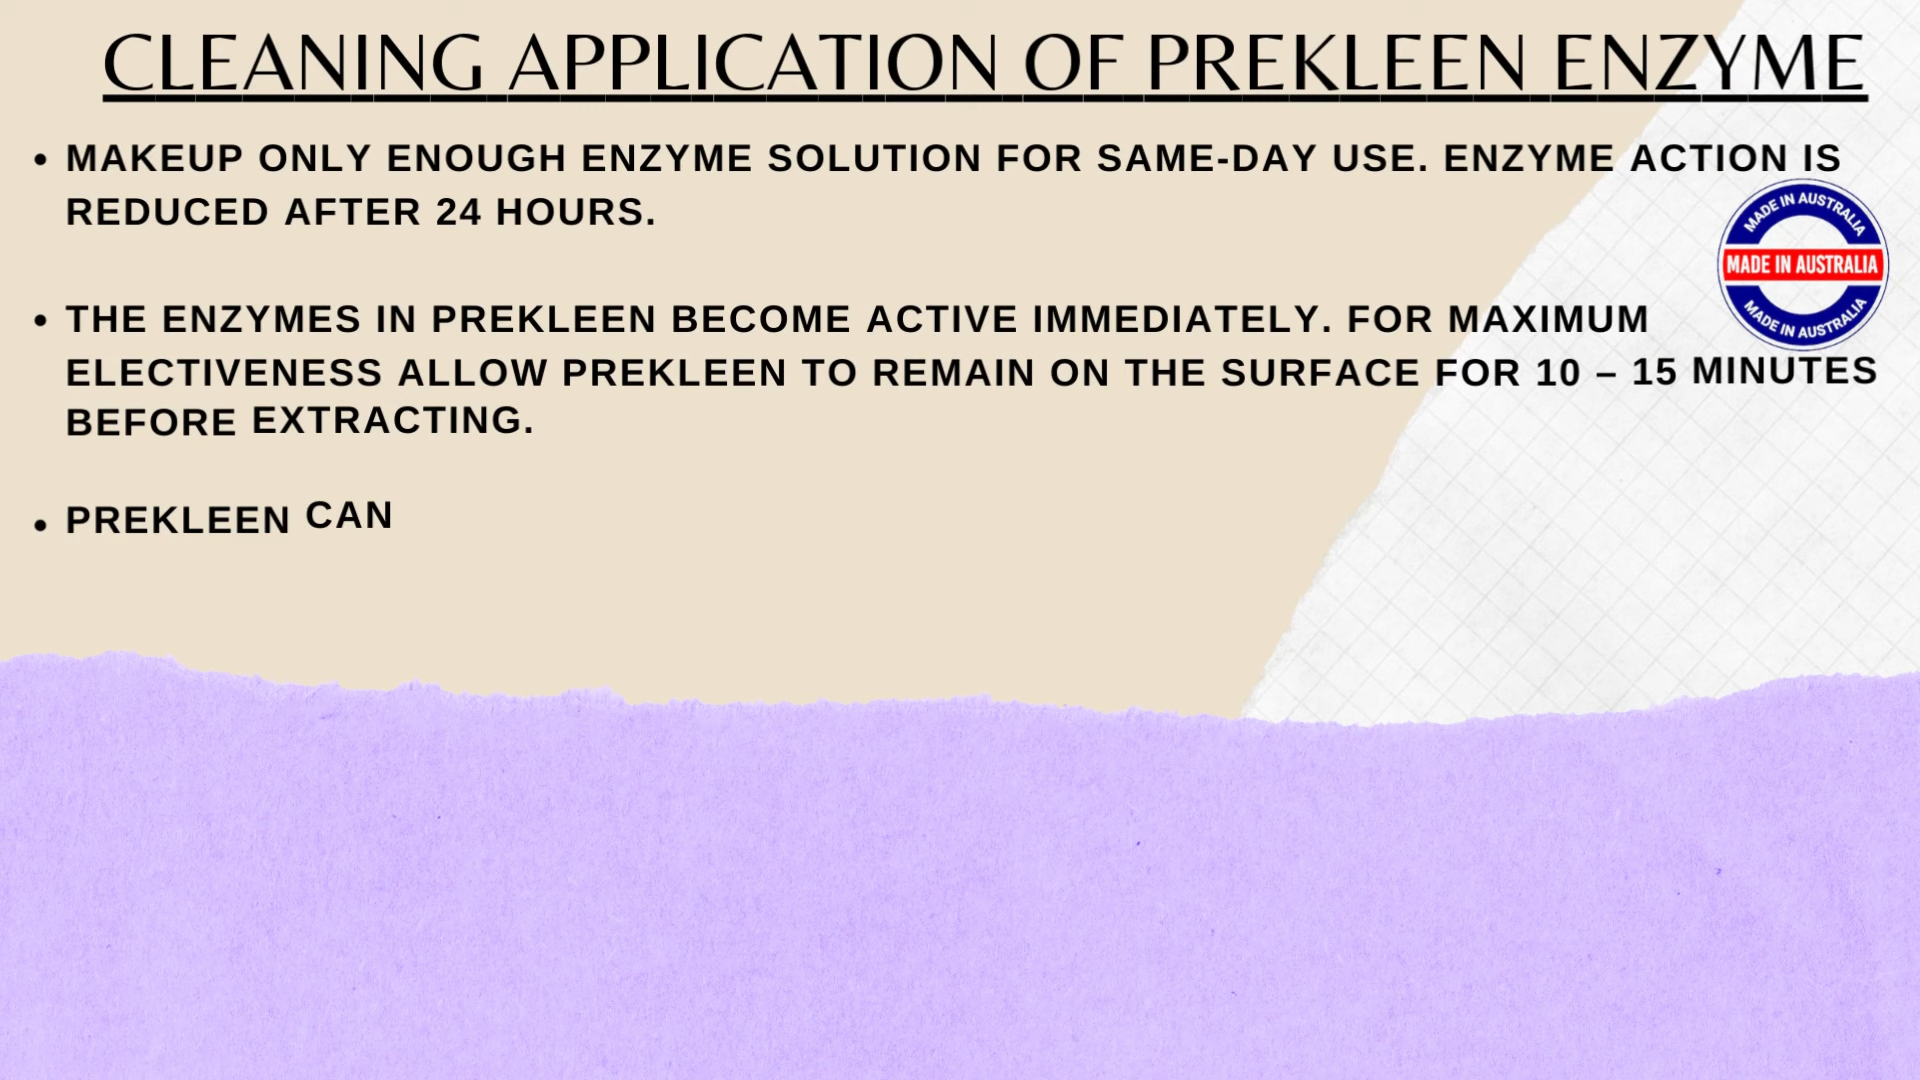 CLEANING APPLICATION OF PREKLEEN ENZYME
• MAKEUP ONLY ENOUGH ENZYME SOLUTION FOR SAME-DAY USE. ENZYME ACTION IS
REDUCED AFTER 24 HOURS.
MADE IN AUSTRALIA
MADE IN AUSTRALIA
MADE IN AUSTRALIA
• THE ENZYMES IN PREKLEEN BECOME ACTIVE IMMEDIATELY. FOR MAXIMUM
ELECTIVENESS ALLOW PREKLEEN TO REMAIN ON THE SURFACE FOR 10 – 15 MINUTES
BEFORE EXTRACTING.
• PREKLEEN CAN